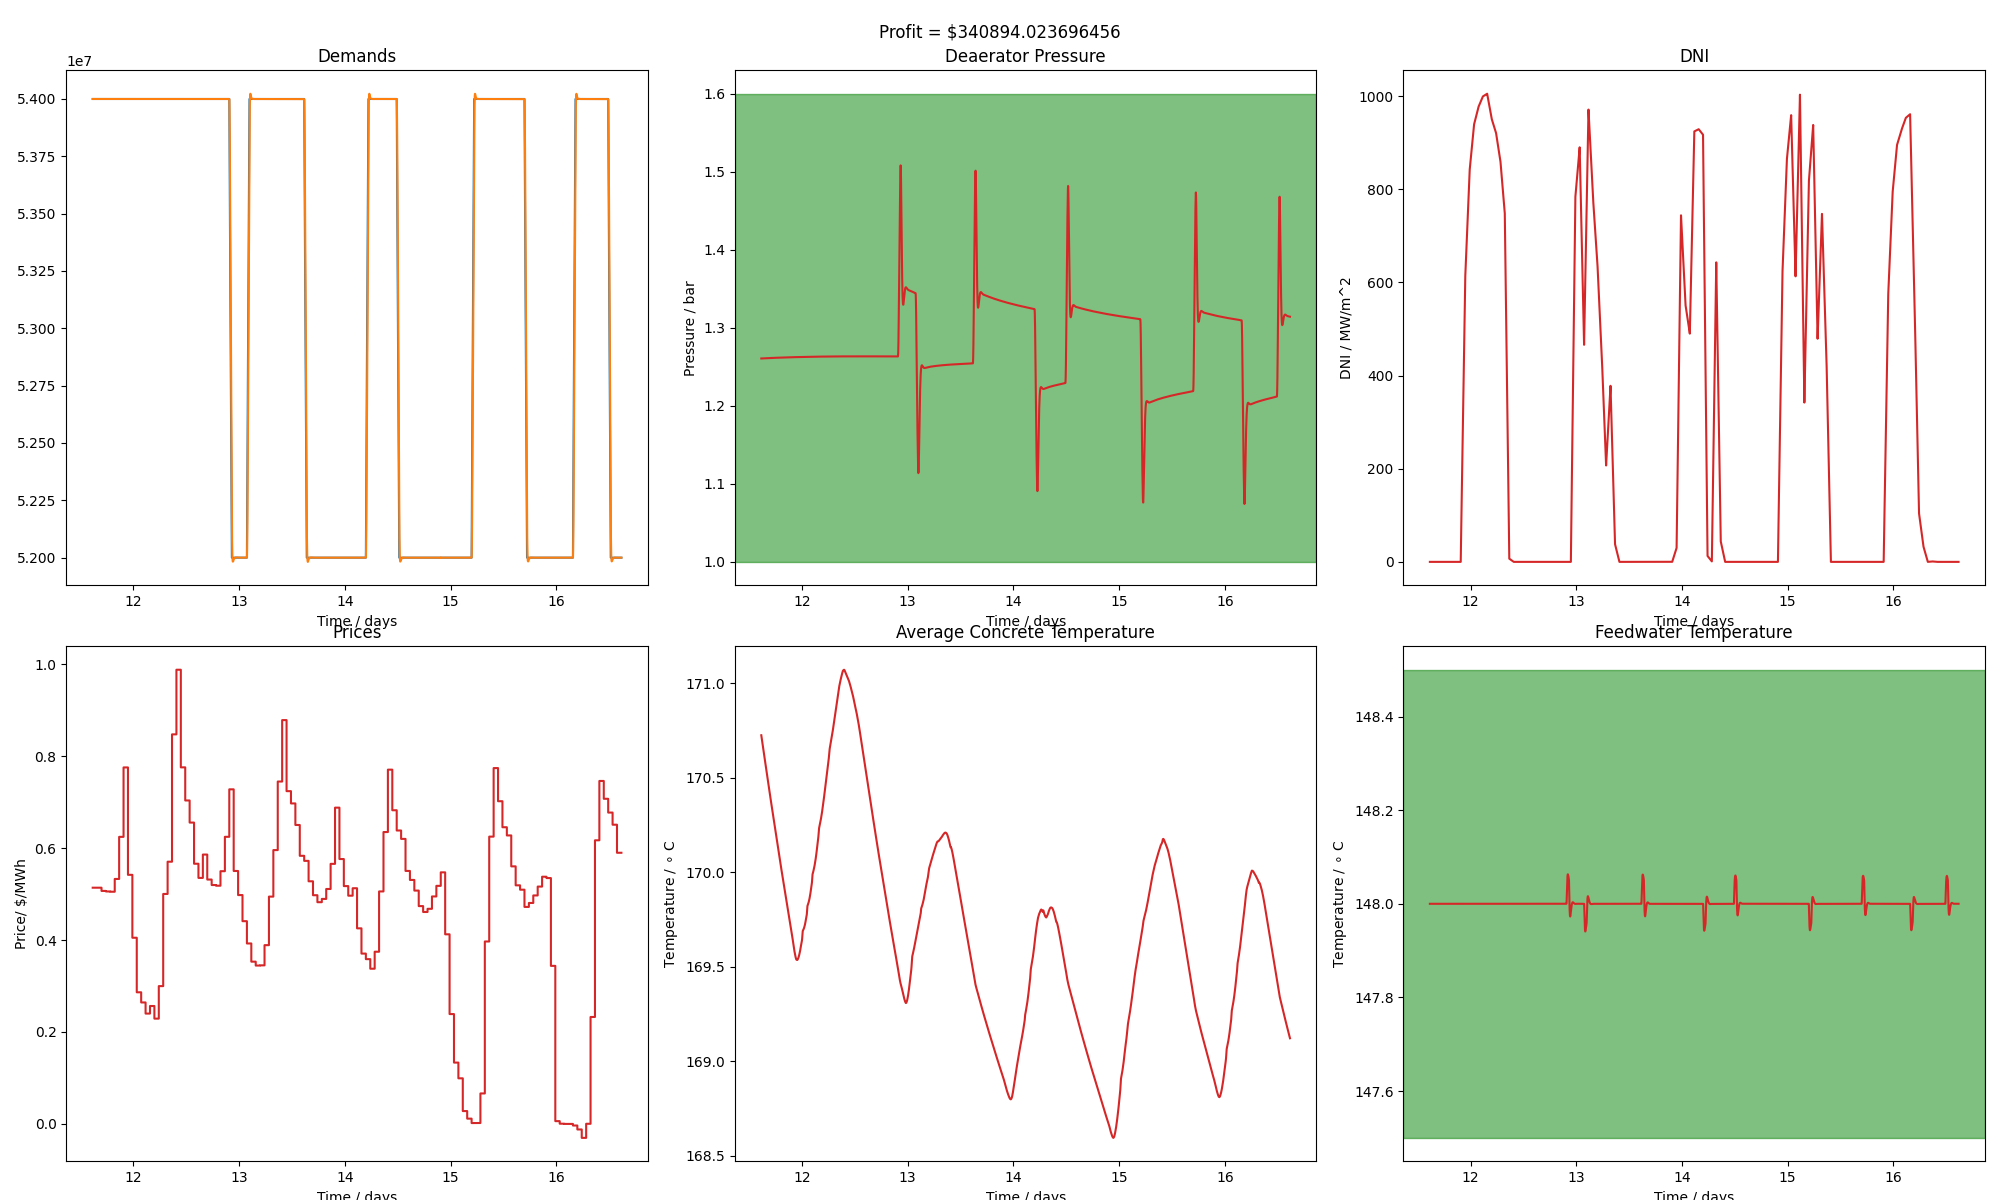 Profit = $340894.023696456
Demands
1e7
5.400
5.375
5.350
5.325
5.300
5.275
5.250
5.225
5.200
12 13 14 15 16
Time / days
Deaerator Pressure
Pressure / bar
1.6
1.5
1.4
1.3
1.2
1.1
1.0
12 13 14 15 16
Time / days
DNI
DNI / MW/m^2
1000
800
600
400
200
0
12 13 14 15 16
Time / days
Prices
Price/ $/MWh
1.0
0.8
0.6
0.4
0.2
0.0
12 13 14 15 16
Time / days
Average Concrete Temperature
Temperature / ∘ C
171.0
170.5
170.0
169.5
169.0
168.5
12 13 14 15 16
Time / days
Feedwater Temperature
Temperature / ∘ C
148.4
148.2
148.0
147.8
147.6
12 13 14 15 16
Time / days